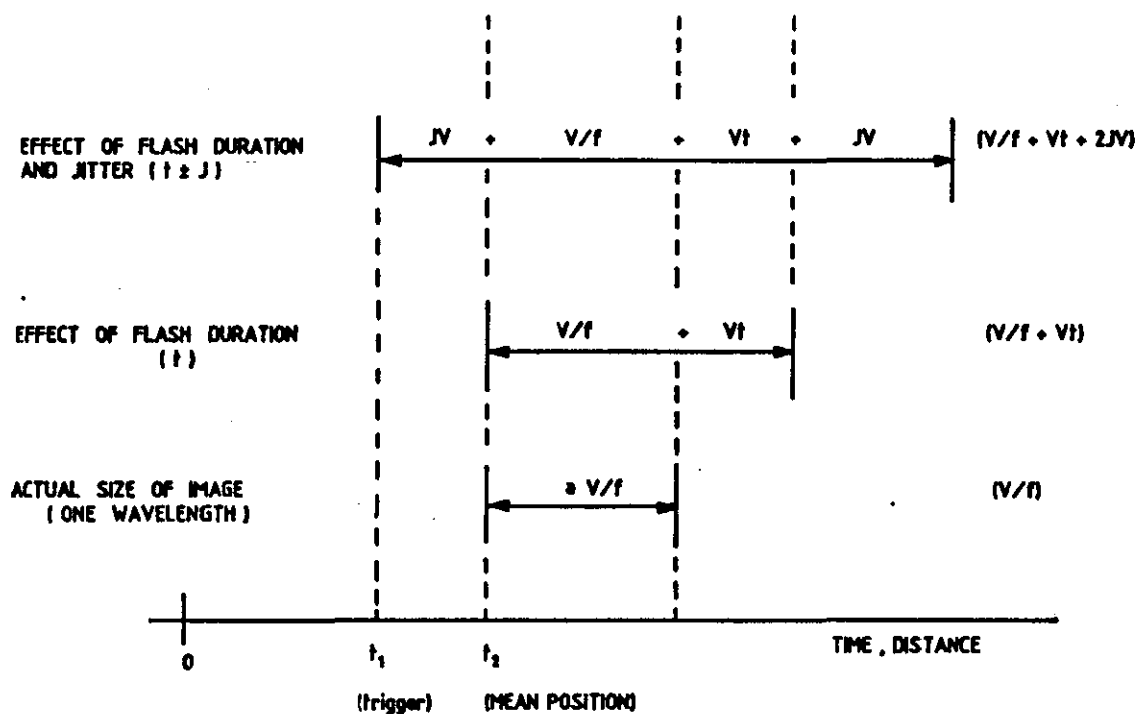 JV + V/f + Vt + JV (V/f + Vt + 2JV)
EFFECT OF FLASH DURATION
AND JITTER ( t ± J )
EFFECT OF FLASH DURATION
( t )
V/f + Vt (V/f + Vt)
ACTUAL SIZE OF IMAGE
( ONE WAVELENGTH )
a V/f (V/f)
0 t₁ t₂ TIME , DISTANCE
(trigger) (MEAN POSITION)